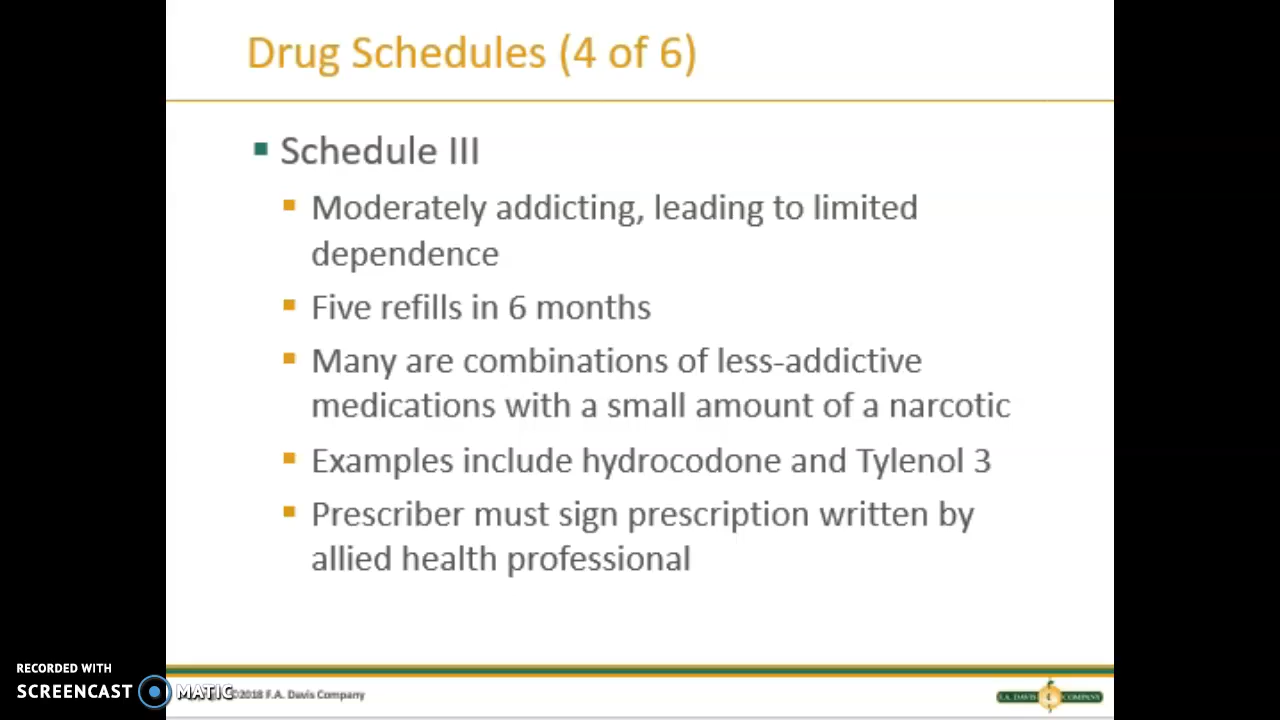 Drug Schedules (4 of 6)
Schedule III
Moderately addicting, leading to limited
dependence
Five refills in 6 months
Many are combinations of less-addictive
medications with a small amount of a narcotic
Examples include hydrocodone and Tylenol 3
Prescriber must sign prescription written by
allied health professional
RECORDED WITH
SCREENCAST MATIC
©2018 F.A. Davis Company
F.A. DAVIS COMPANY